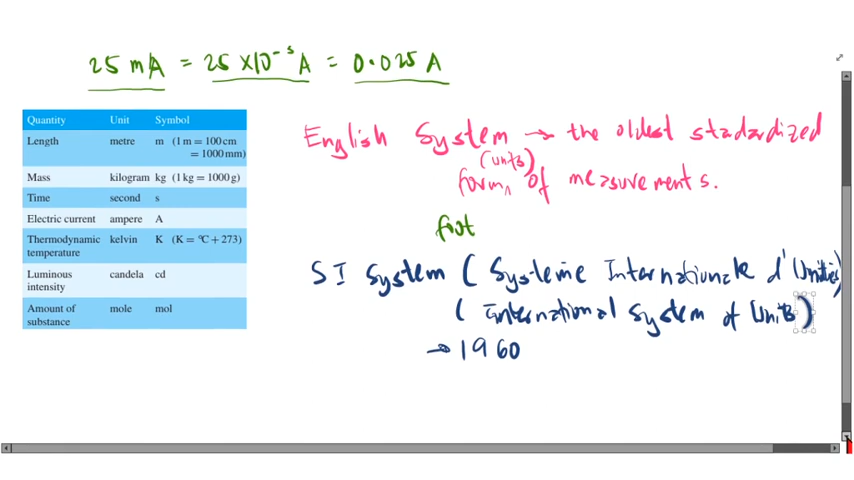 25 mA = 25 x10⁻³ A = 0.025 A
Quantity Unit Symbol
Length metre m (1 m = 100 cm
= 1000 mm)
Mass kilogram kg (1 kg = 1000 g)
Time second s
Electric current ampere A
Thermodynamic kelvin K (K = °C + 273)
temperature
Luminous candela cd
intensity
Amount of mole mol
substance
English System → the oldest stadardized
(units)
form, of measurements.
foot
SI System ( Systeme Internationale d'Unities)
( International System of Units)
→ 1960